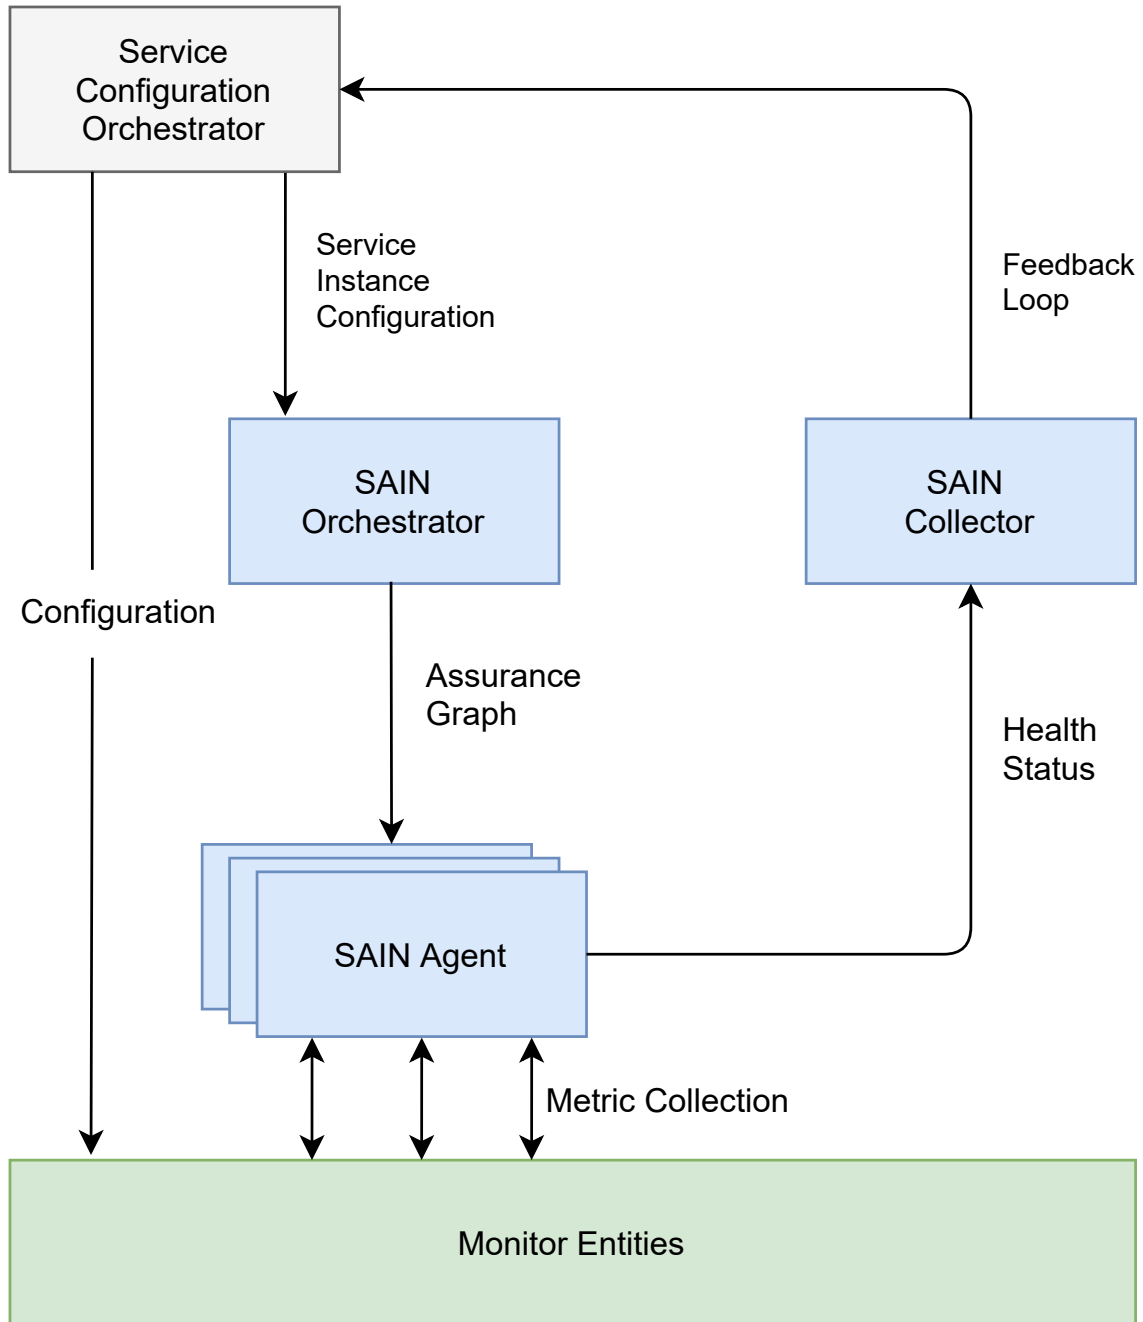 Service
Configuration
Orchestrator
Service
Instance
Configuration
Feedback
Loop
SAIN
Orchestrator
SAIN
Collector
Configuration
Assurance
Graph
Health
Status
SAIN Agent
Metric Collection
Monitor Entities